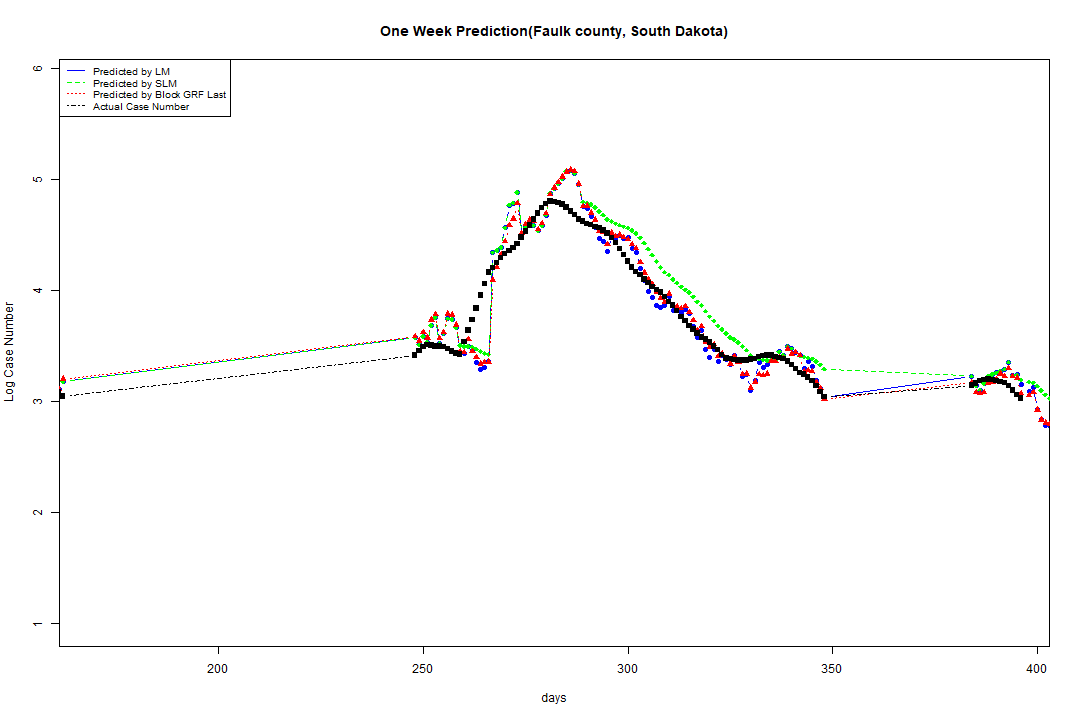 One Week Prediction(Faulk county, South Dakota)
Predicted by LM
Predicted by SLM
Predicted by Block GRF Last
Actual Case Number
6
5
4
3
2
1
Log Case Number
200
250
300
350
400
days